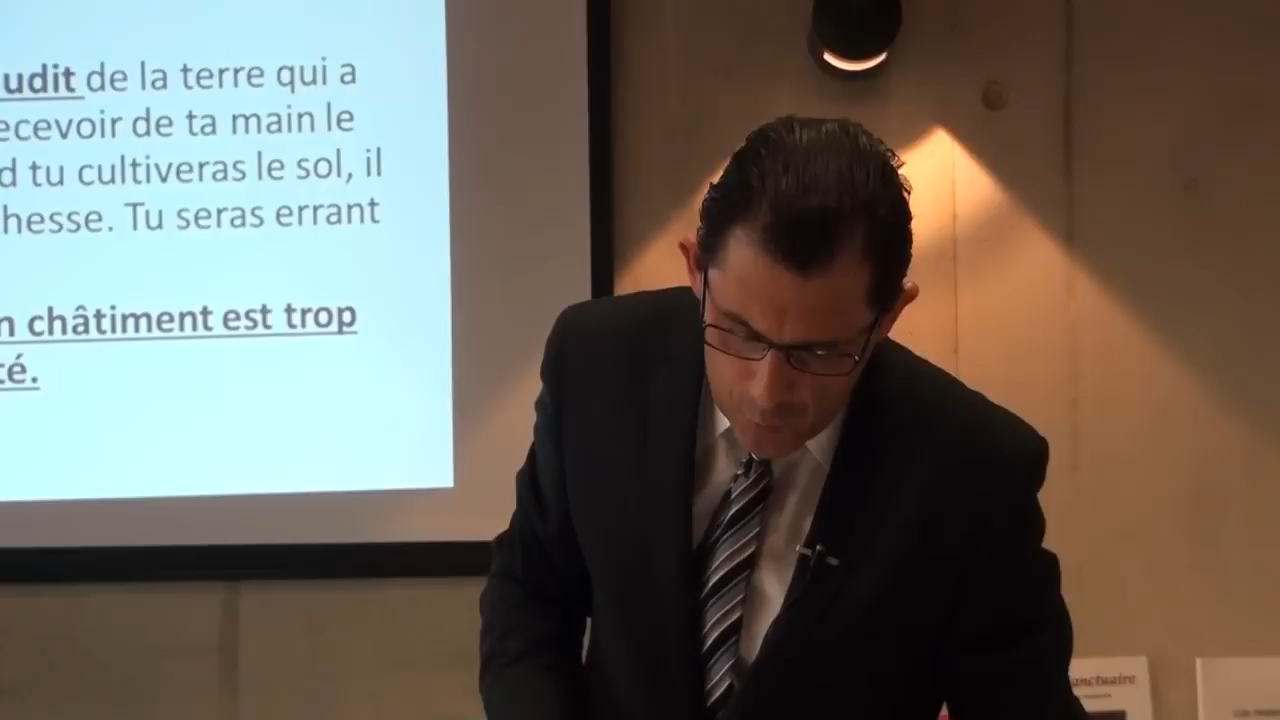 udit de la terre qui a
ecevoir de ta main le
d tu cultiveras le sol, il
hesse. Tu seras errant
n châtiment est trop
té.
anctuaire